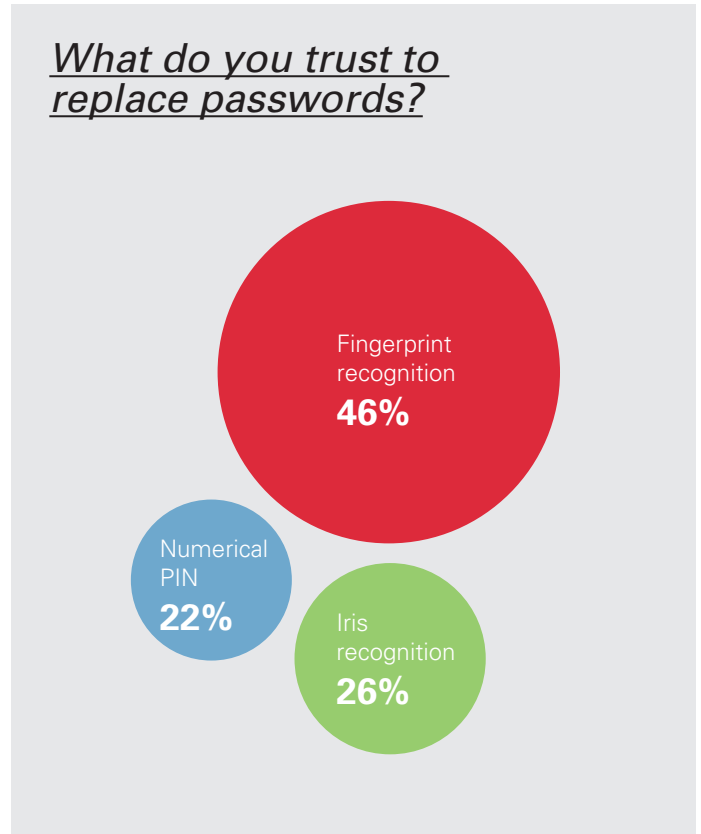 What do you trust to
replace passwords?
Fingerprint
recognition
46%
Numerical
PIN
22%
Iris
recognition
26%